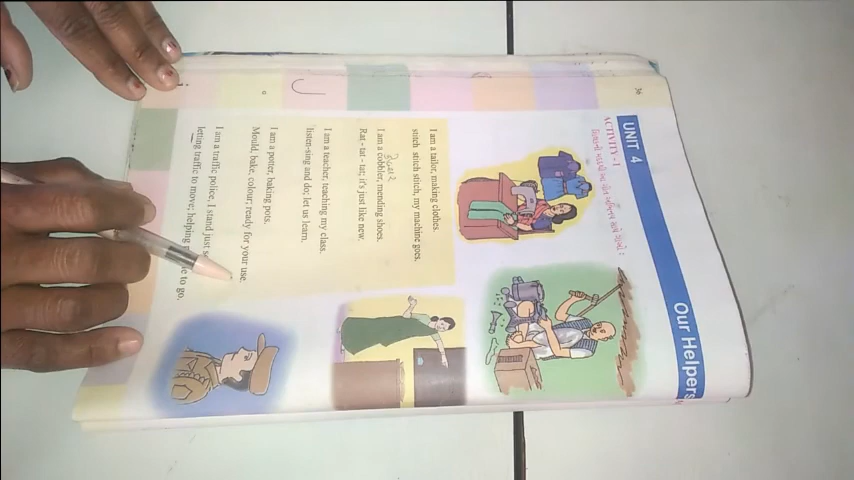 36
UNIT 4
Our Helpers
ACTIVITY - 1
I am a tailor, making clothes.
stitch stitch stitch, my machine goes.
I am a cobbler, mending shoes.
Rat - tat - tat; it's just like new.
I am a teacher, teaching my class.
listen-sing and do; let us learn.
I am a potter, baking pots.
Mould, bake, colour; ready for your use.
I am a traffic police, I stand just
letting traffic to move; helping to go.